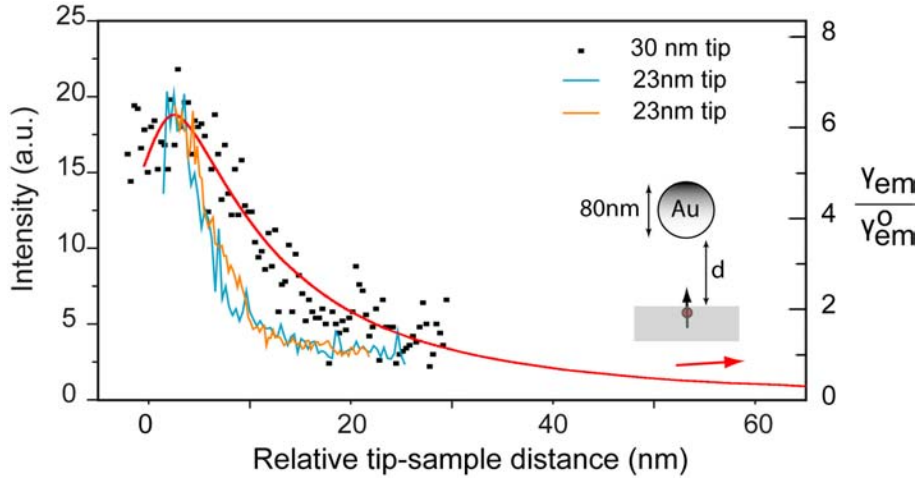 25
20
15
10
5
0
Intensity (a.u.)
0
20
40
60
Relative tip-sample distance (nm)
8
6
4
2
0
γem
γoem
30 nm tip
23nm tip
23nm tip
80nm
Au
d